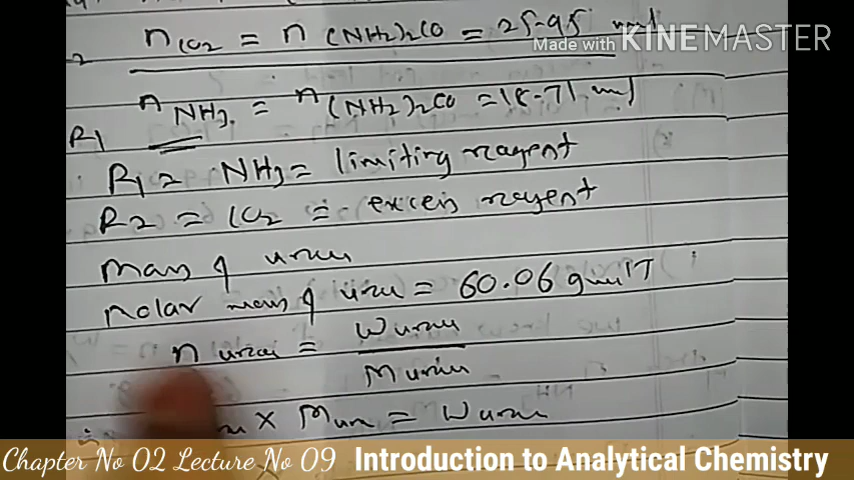 n CO2 = n (NH2)2CO = 25.95 mol
Made with KINEMASTER
2
n NH3. = n (NH2)2CO = 18.71 mol
R1
R1 = NH3 = limiting reagent
R2 = CO2 = excess reagent
Mass of urea
Molar mass of urea = 60.06 g mol-1
n urea = W urea
M urea
× M urea = W urea
Chapter No 02 Lecture No 09 Introduction to Analytical Chemistry